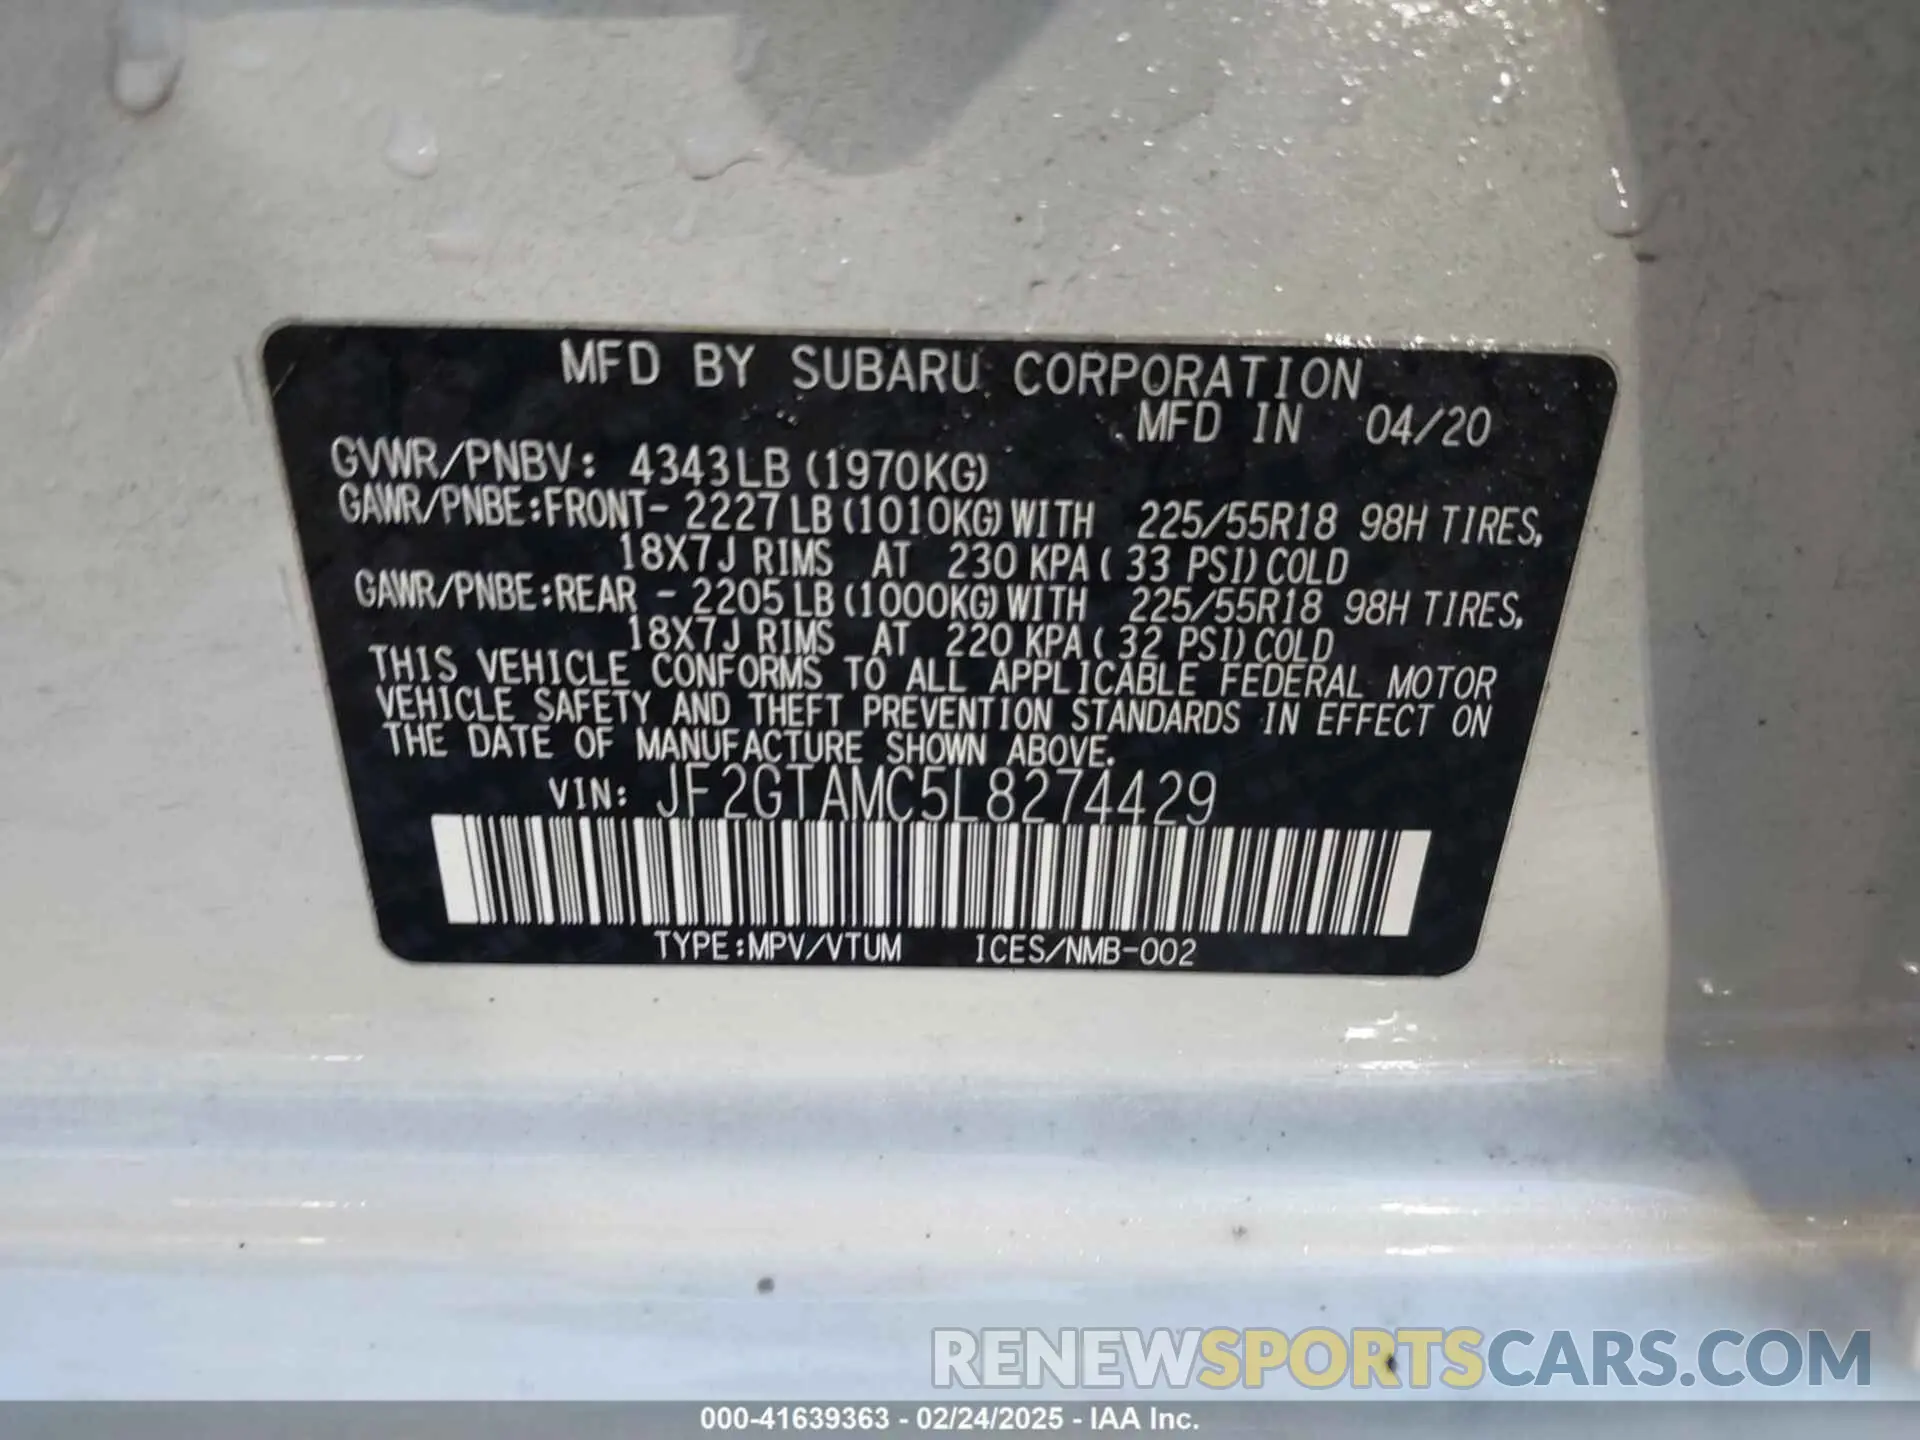 MFD BY SUBARU CORPORATION
MFD IN 04/20
GVWR/PNBV: 4343LB (1970KG)
GAWR/PNBE:FRONT- 2227LB (1010KG) WITH 225/55R18 98H TIRES,
18X7J RIMS AT 230 KPA ( 33 PSI) COLD
GAWR/PNBE:REAR - 2205LB (1000KG) WITH 225/55R18 98H TIRES,
18X7J RIMS AT 220 KPA ( 32 PSI) COLD
THIS VEHICLE CONFORMS TO ALL APPLICABLE FEDERAL MOTOR
VEHICLE SAFETY AND THEFT PREVENTION STANDARDS IN EFFECT ON
THE DATE OF MANUFACTURE SHOWN ABOVE.
VIN: JF2GTAMC5L8274429
TYPE:MPV/VTUM ICES/NMB-002
RENEWSPORTSCARS.COM
000-41639363 - 02/24/2025 - IAA Inc.